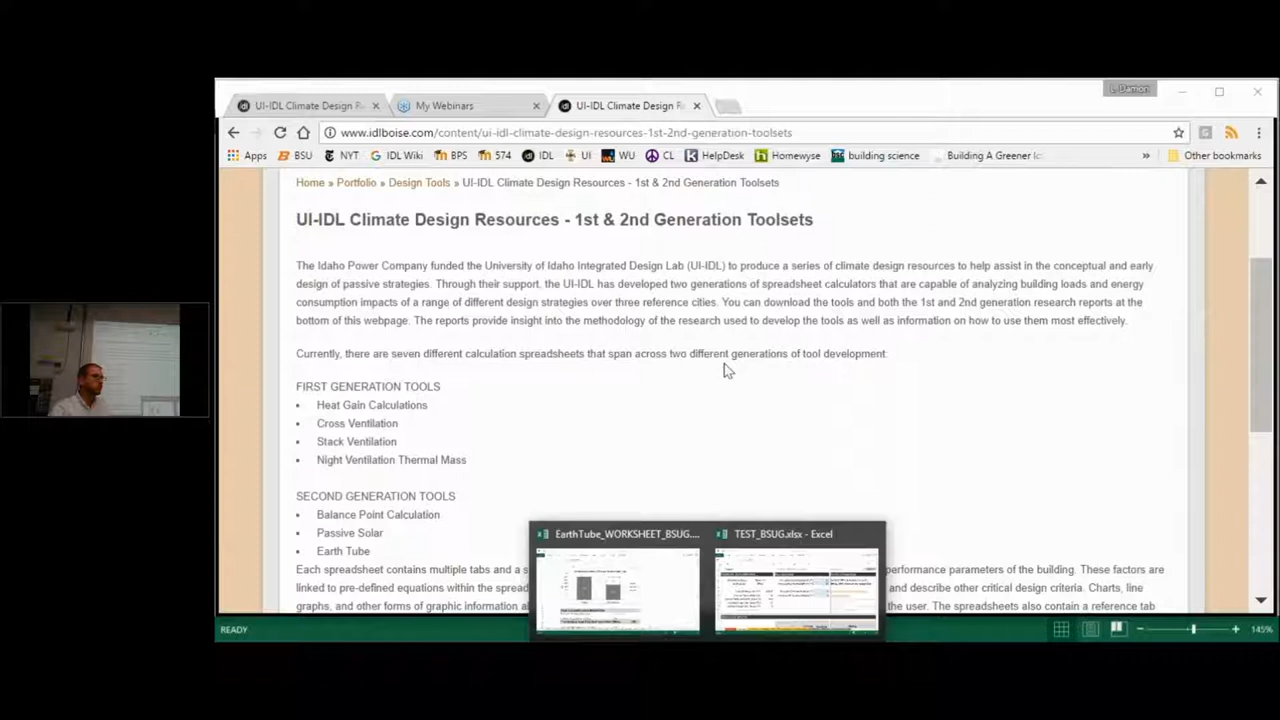 L Damon
UI-IDL Climate Design R
My Webinars
UI-IDL Climate Design R
www.idlboise.com/content/ui-idl-climate-design-resources-1st-2nd-generation-toolsets
Apps BSU NYT IDL Wiki BPS 574 IDL UI WU CL HelpDesk Homewyse building science Building A Greener Other bookmarks
Home » Portfolio » Design Tools » UI-IDL Climate Design Resources - 1st & 2nd Generation Toolsets
UI-IDL Climate Design Resources - 1st & 2nd Generation Toolsets
The Idaho Power Company funded the University of Idaho Integrated Design Lab (UI-IDL) to produce a series of climate design resources to help assist in the conceptual and early
design of passive strategies. Through their support, the UI-IDL has developed two generations of spreadsheet calculators that are capable of analyzing building loads and energy
consumption impacts of a range of different design strategies over three reference cities. You can download the tools and both the 1st and 2nd generation research reports at the
bottom of this webpage. The reports provide insight into the methodology of the research used to develop the tools as well as information on how to use them most effectively.
Currently, there are seven different calculation spreadsheets that span across two different generations of tool development.
FIRST GENERATION TOOLS
• Heat Gain Calculations
• Cross Ventilation
• Stack Ventilation
• Night Ventilation Thermal Mass
SECOND GENERATION TOOLS
• Balance Point Calculation
• Passive Solar
• Earth Tube
EarthTube_WORKSHEET_BSUG....
TEST_BSUG.xlsx - Excel
Each spreadsheet contains multiple tabs and a s performance parameters of the building. These factors are
linked to pre-defined equations within the spread and describe other critical design criteria. Charts, line
graphs, and other forms of graphic information al the user. The spreadsheets also contain a reference tab
READY
145%